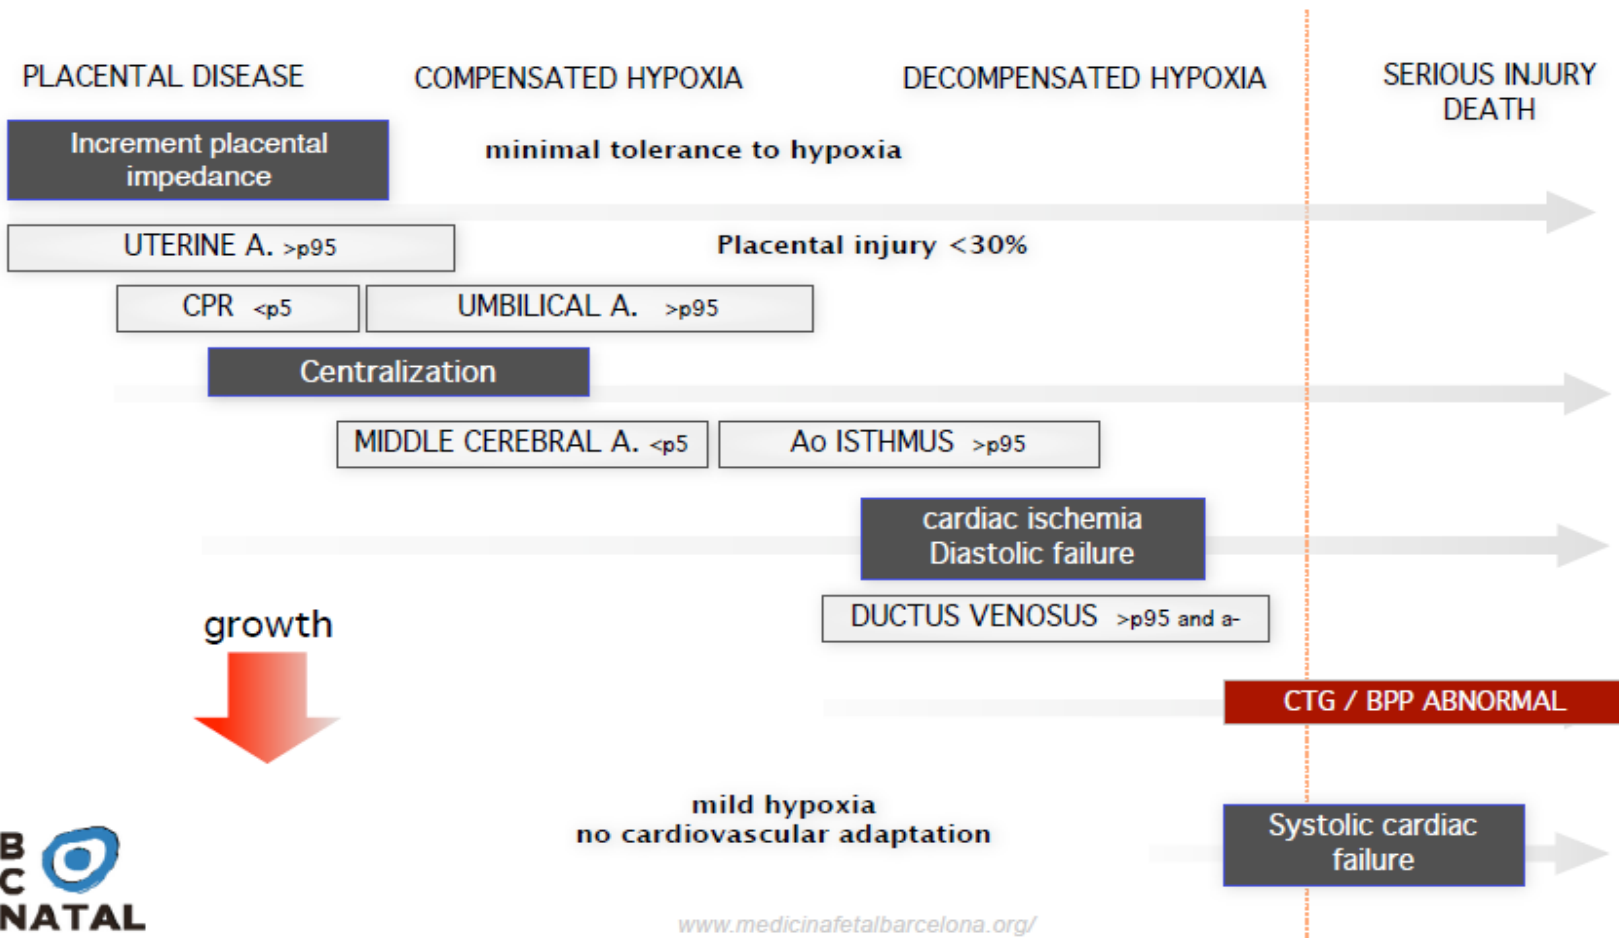 PLACENTAL DISEASE
COMPENSATED HYPOXIA
DECOMPENSATED HYPOXIA
SERIOUS INJURY
DEATH
Increment placental
impedance
minimal tolerance to hypoxia
UTERINE A. >p95
Placental injury <30%
CPR <p5
UMBILICAL A. >p95
Centralization
MIDDLE CEREBRAL A. <p5
Ao ISTHMUS >p95
cardiac ischemia
Diastolic failure
DUCTUS VENOSUS >p95 and a-
growth
CTG / BPP ABNORMAL
mild hypoxia
no cardiovascular adaptation
Systolic cardiac
failure
B
C
NATAL
www.medicinafetalbarcelona.org/